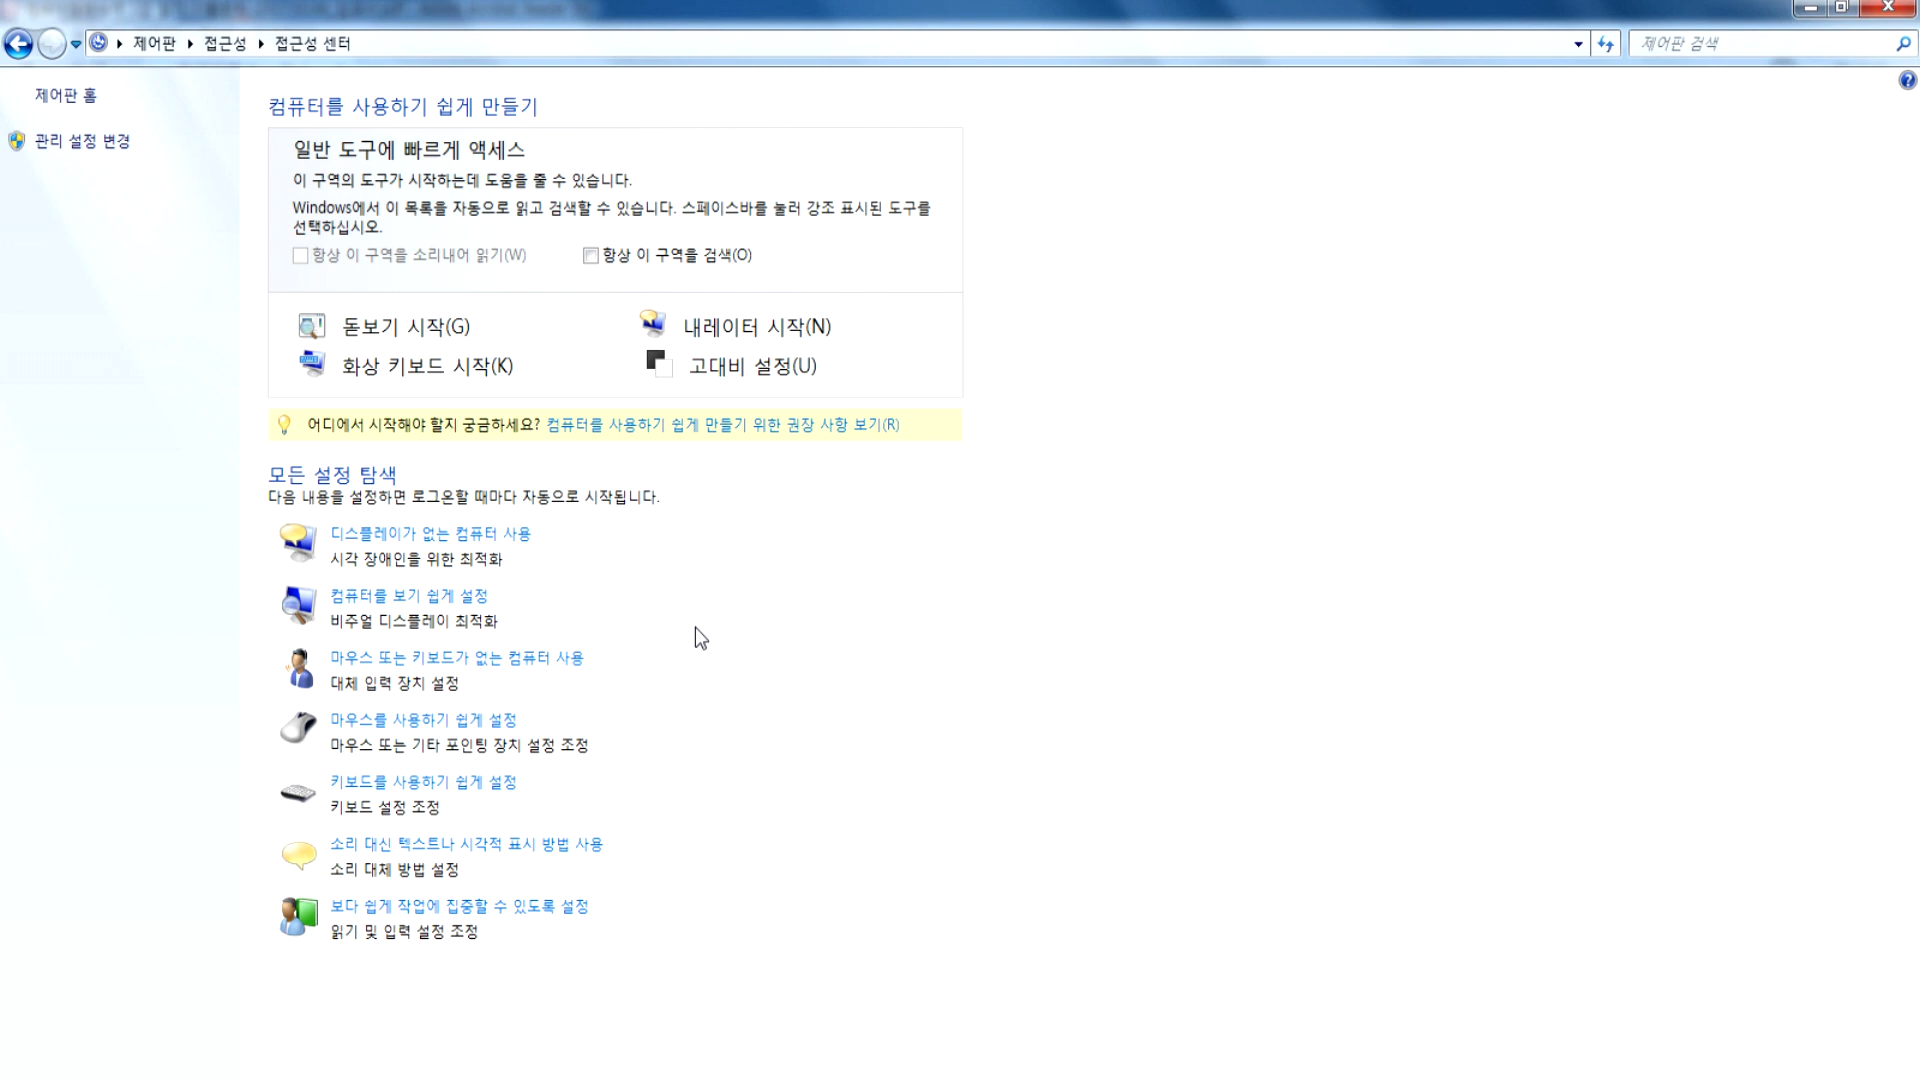 제어판 ▸ 접근성 ▸ 접근성 센터
제어판 검색
제어판 홈
관리 설정 변경
컴퓨터를 사용하기 쉽게 만들기
일반 도구에 빠르게 액세스
이 구역의 도구가 시작하는데 도움을 줄 수 있습니다.
Windows에서 이 목록을 자동으로 읽고 검색할 수 있습니다. 스페이스바를 눌러 강조 표시된 도구를
선택하십시오.
항상 이 구역을 소리내어 읽기(W)
항상 이 구역을 검색(O)
돋보기 시작(G)
내레이터 시작(N)
화상 키보드 시작(K)
고대비 설정(U)
어디에서 시작해야 할지 궁금하세요? 컴퓨터를 사용하기 쉽게 만들기 위한 권장 사항 보기(R)
모든 설정 탐색
다음 내용을 설정하면 로그온할 때마다 자동으로 시작됩니다.
디스플레이가 없는 컴퓨터 사용
시각 장애인을 위한 최적화
컴퓨터를 보기 쉽게 설정
비주얼 디스플레이 최적화
마우스 또는 키보드가 없는 컴퓨터 사용
대체 입력 장치 설정
마우스를 사용하기 쉽게 설정
마우스 또는 기타 포인팅 장치 설정 조정
키보드를 사용하기 쉽게 설정
키보드 설정 조정
소리 대신 텍스트나 시각적 표시 방법 사용
소리 대체 방법 설정
보다 쉽게 작업에 집중할 수 있도록 설정
읽기 및 입력 설정 조정